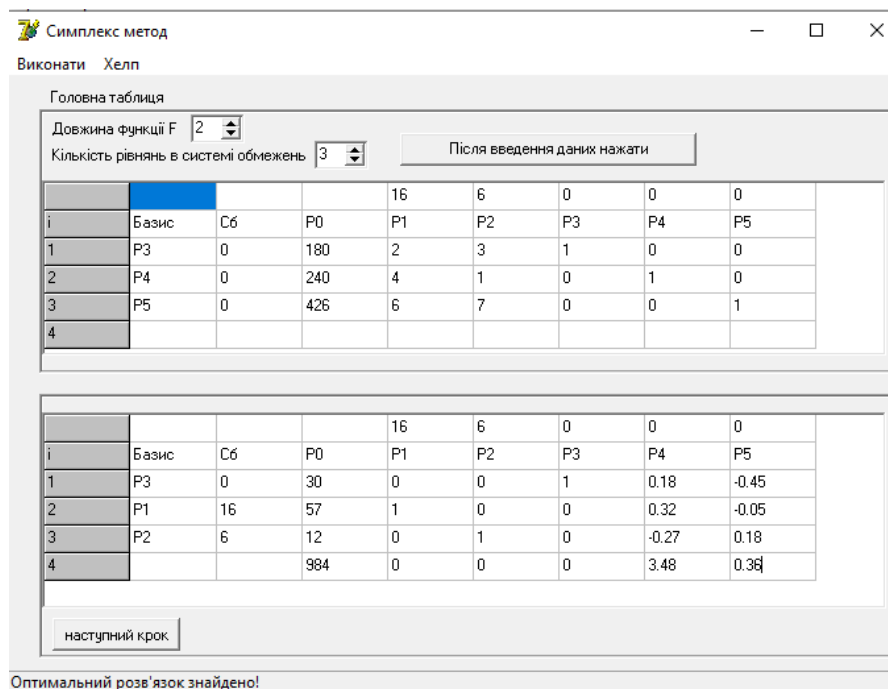 Симплекс метод
Виконати Хелп
Головна таблиця
Довжина функції F 2
Кількість рівнянь в системі обмежень 3
Після введення даних нажати
16 6 0 0 0
i Базис Сб P0 P1 P2 P3 P4 P5
1 P3 0 180 2 3 1 0 0
2 P4 0 240 4 1 0 1 0
3 P5 0 426 6 7 0 0 1
4
16 6 0 0 0
i Базис Сб P0 P1 P2 P3 P4 P5
1 P3 0 30 0 0 1 0.18 -0.45
2 P1 16 57 1 0 0 0.32 -0.05
3 P2 6 12 0 1 0 -0.27 0.18
4 984 0 0 0 3.48 0.36
наступний крок
Оптимальний розв'язок знайдено!